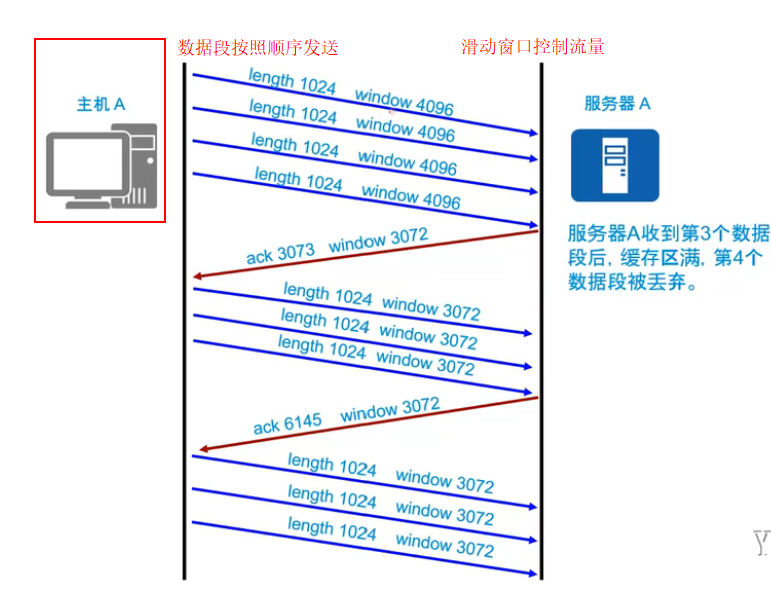 数据段按照顺序发送
滑动窗口控制流量
主机 A
服务器 A
length 1024 window 4096
length 1024 window 4096
length 1024 window 4096
length 1024 window 4096
服务器A收到第3个数据
段后, 缓存区满, 第4个
数据段被丢弃。
ack 3073 window 3072
length 1024 window 3072
length 1024 window 3072
length 1024 window 3072
ack 6145 window 3072
length 1024 window 3072
length 1024 window 3072
length 1024 window 3072